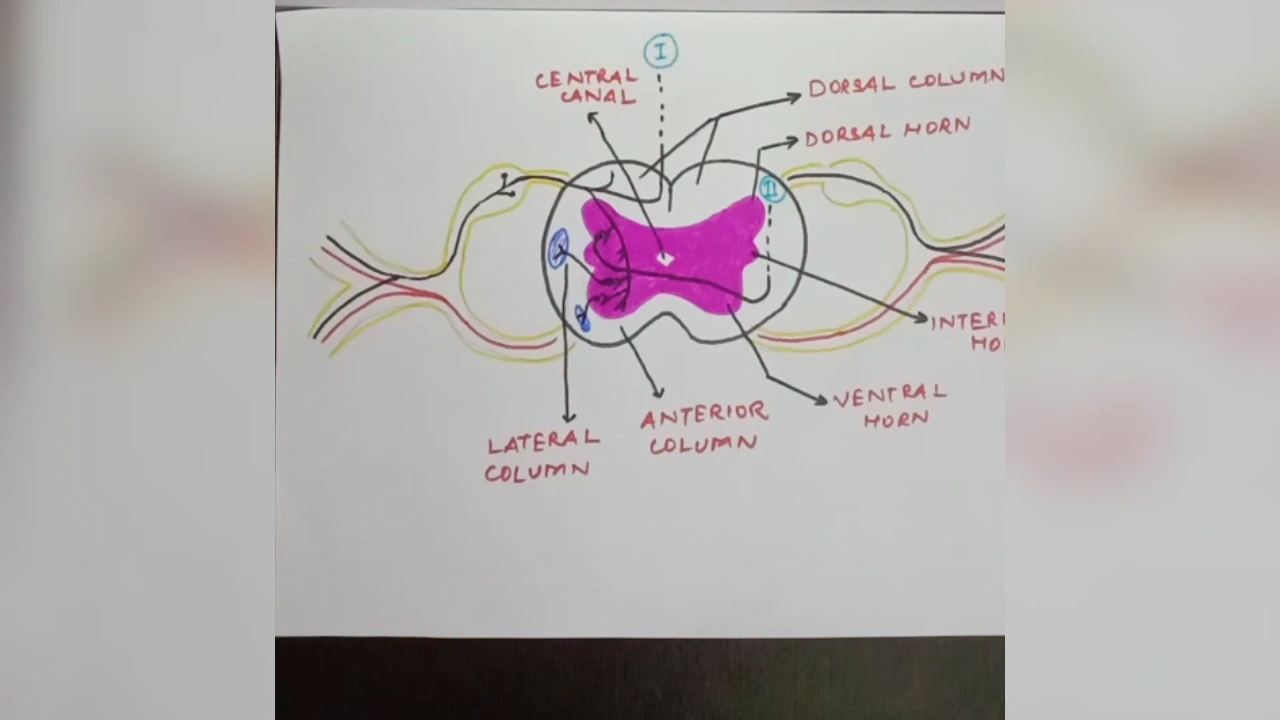 I
CENTRAL
CANAL
DORSAL COLUMN
DORSAL HORN
II
VENTRAL
HORN
ANTERIOR
COLUMN
LATERAL
COLUMN